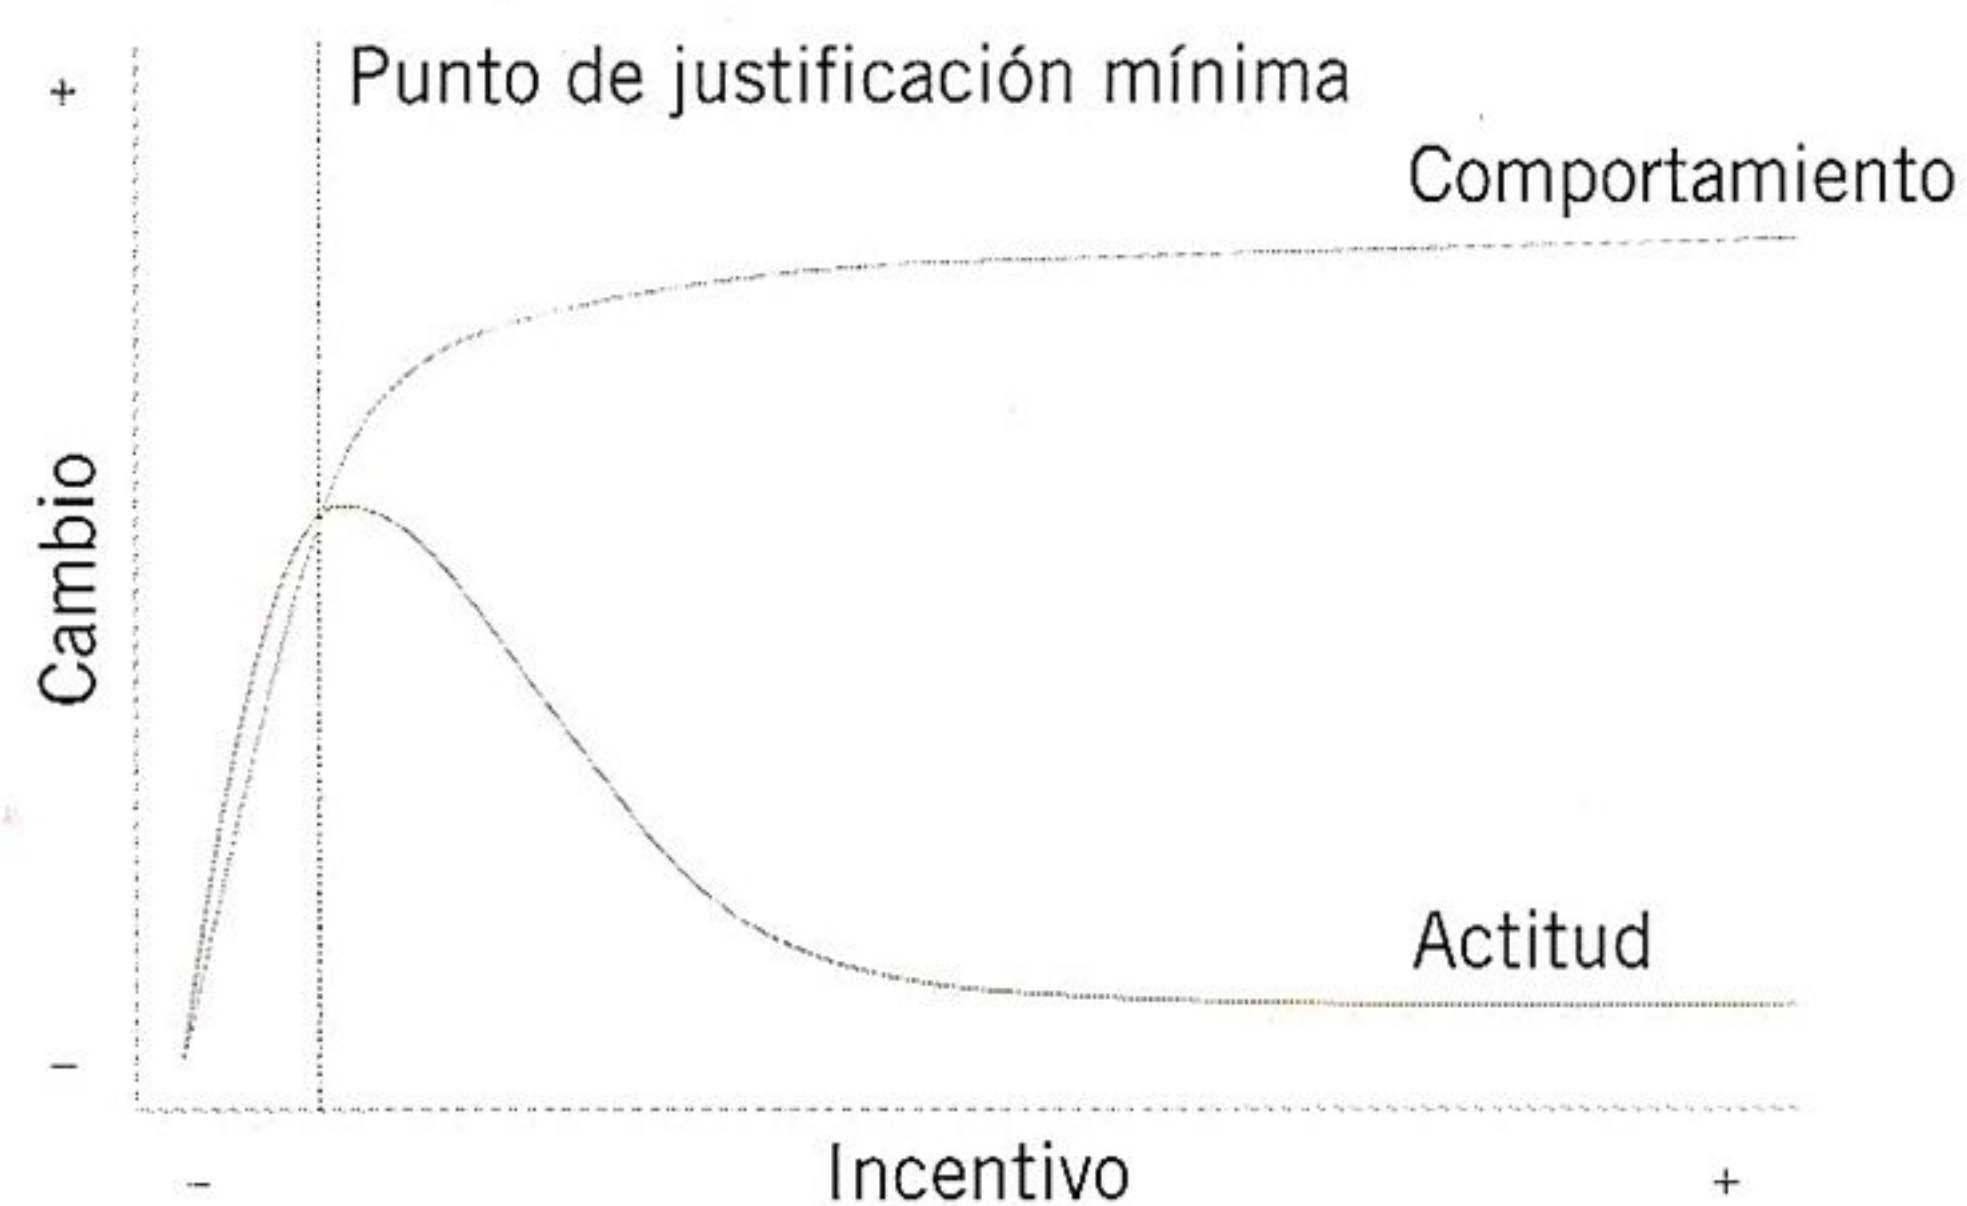 +
Punto de justificación mínima
Comportamiento
Cambio
Actitud
−
− Incentivo +